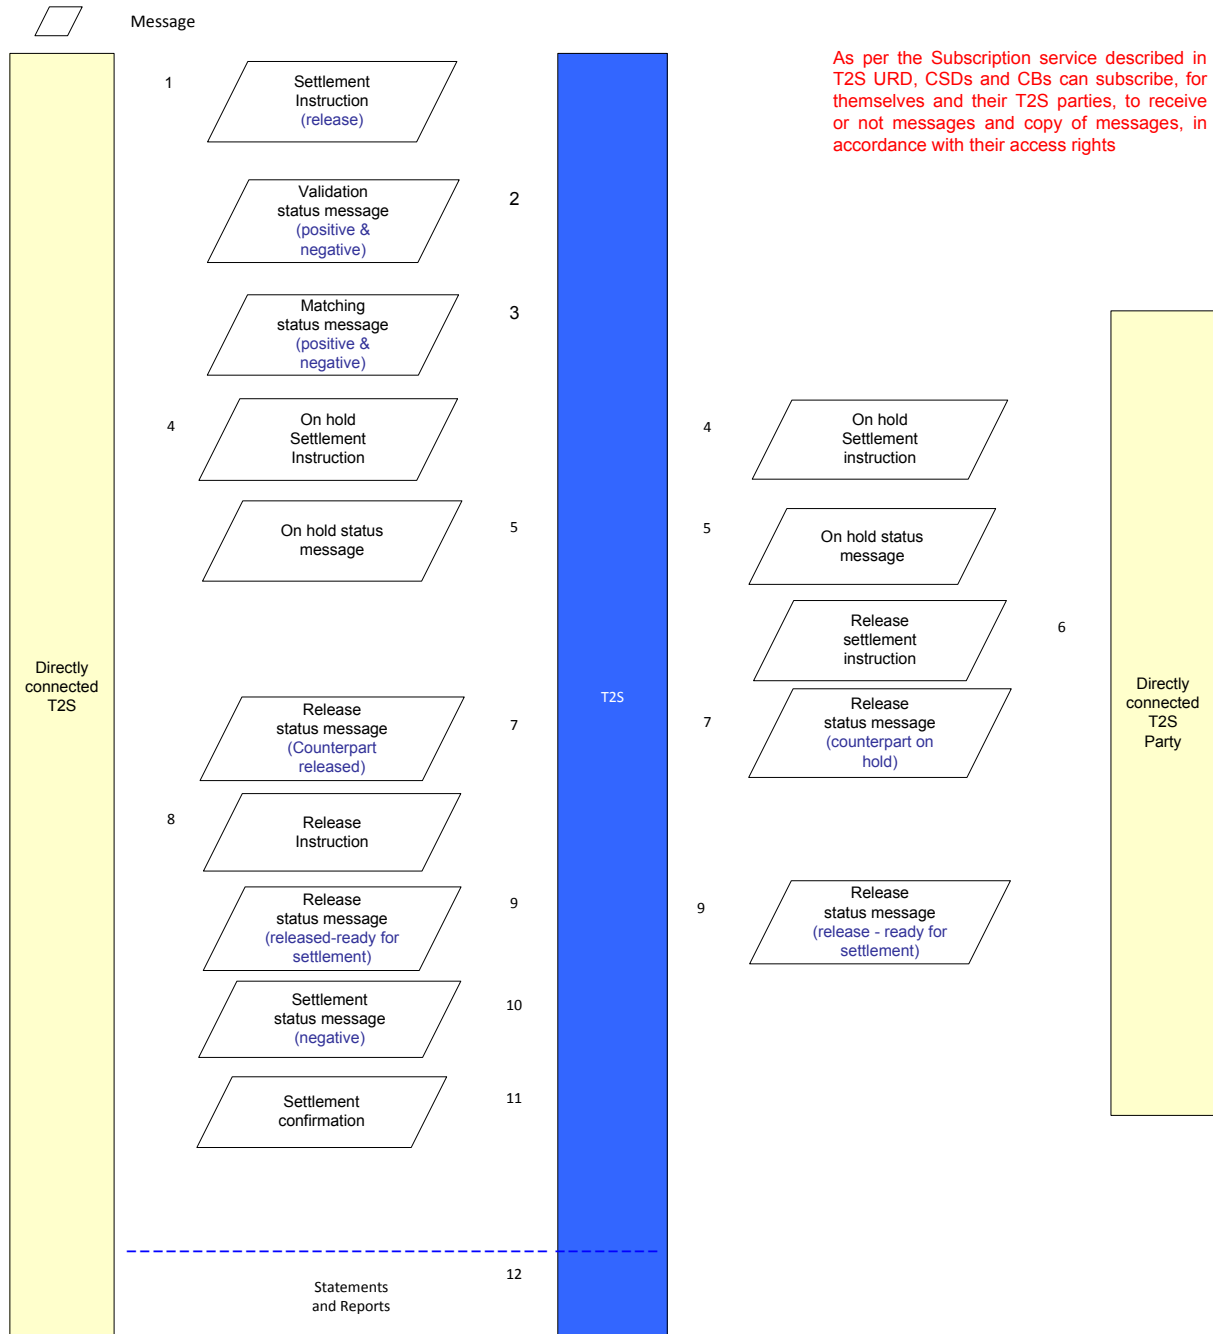 Message
As per the Subscription service described in
T2S URD, CSDs and CBs can subscribe, for
themselves and their T2S parties, to receive
or not messages and copy of messages, in
accordance with their access rights
1
Settlement
Instruction
(release)
Validation
status message
(positive &
negative)
2
Matching
status message
(positive &
negative)
3
4
On hold
Settlement
Instruction
4
On hold
Settlement
instruction
On hold status
message
5
5
On hold status
message
Release
settlement
instruction
6
Directly
connected
T2S
T2S
Directly
connected
T2S
Party
Release
status message
(Counterpart
released)
7
7
Release
status message
(counterpart on
hold)
8
Release
Instruction
Release
status message
(released-ready for
settlement)
9
9
Release
status message
(release - ready for
settlement)
Settlement
status message
(negative)
10
Settlement
confirmation
11
12
Statements
and Reports